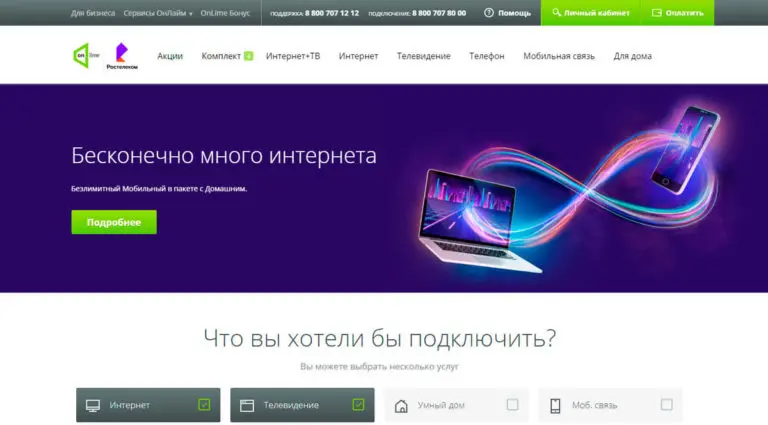 Для бизнеса Сервисы ОнЛайм OnLime Бонус ПОДДЕРЖКА: 8 800 707 12 12 ПОДКЛЮЧЕНИЕ: 8 800 707 80 00 Помощь Личный кабинет Оплатить
on lime Ростелеком Акции Комплект Интернет+ТВ Интернет Телевидение Телефон Мобильная связь Для дома
Бесконечно много интернета
Безлимитный Мобильный в пакете с Домашним.
Подробнее
Что вы хотели бы подключить?
Вы можете выбрать несколько услуг
Интернет Телевидение Умный дом Моб. связь